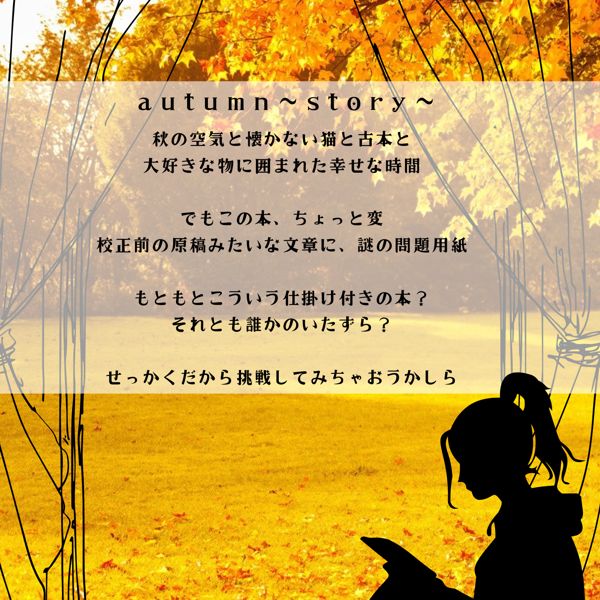 autumn～story～
秋の空気と懐かない猫と古本と
大好きな物に囲まれた幸せな時間
でもこの本、ちょっと変
校正前の原稿みたいな文章に、謎の問題用紙
もともとこういう仕掛け付きの本？
それとも誰かのいたずら？
せっかくだから挑戦してみちゃおうかしら